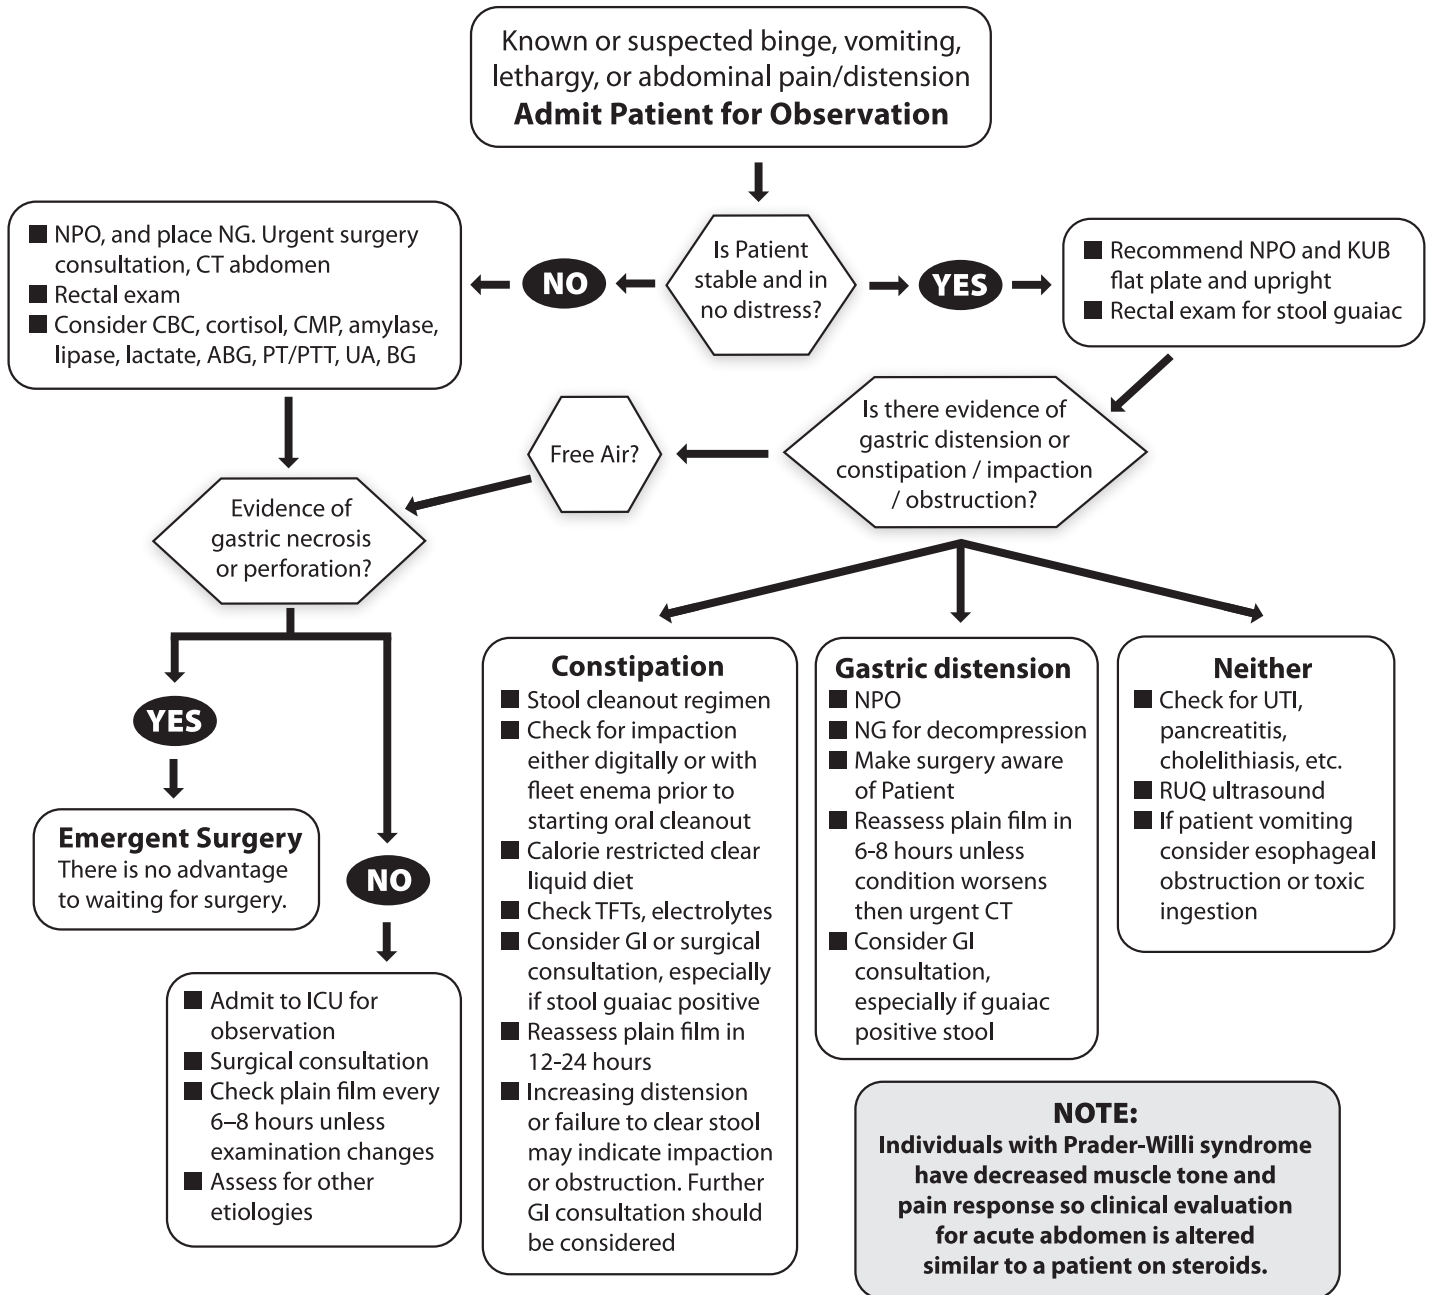 Known or suspected binge, vomiting,
lethargy, or abdominal pain/distension
Admit Patient for Observation
■ NPO, and place NG. Urgent surgery
consultation, CT abdomen
■ Rectal exam
■ Consider CBC, cortisol, CMP, amylase,
lipase, lactate, ABG, PT/PTT, UA, BG
NO
Is Patient
stable and in
no distress?
YES
■ Recommend NPO and KUB
flat plate and upright
■ Rectal exam for stool guaiac
Is there evidence of
gastric distension or
constipation / impaction
/ obstruction?
Free Air?
Evidence of
gastric necrosis
or perforation?
YES
Emergent Surgery
There is no advantage
to waiting for surgery.
NO
■ Admit to ICU for
observation
■ Surgical consultation
■ Check plain film every
6–8 hours unless
examination changes
■ Assess for other
etiologies
Constipation
■ Stool cleanout regimen
■ Check for impaction
either digitally or with
fleet enema prior to
starting oral cleanout
■ Calorie restricted clear
liquid diet
■ Check TFTs, electrolytes
■ Consider GI or surgical
consultation, especially
if stool guaiac positive
■ Reassess plain film in
12-24 hours
■ Increasing distension
or failure to clear stool
may indicate impaction
or obstruction. Further
GI consultation should
be considered
Gastric distension
■ NPO
■ NG for decompression
■ Make surgery aware
of Patient
■ Reassess plain film in
6-8 hours unless
condition worsens
then urgent CT
■ Consider GI
consultation,
especially if guaiac
positive stool
Neither
■ Check for UTI,
pancreatitis,
cholelithiasis, etc.
■ RUQ ultrasound
■ If patient vomiting
consider esophageal
obstruction or toxic
ingestion
NOTE:
Individuals with Prader-Willi syndrome
have decreased muscle tone and
pain response so clinical evaluation
for acute abdomen is altered
similar to a patient on steroids.